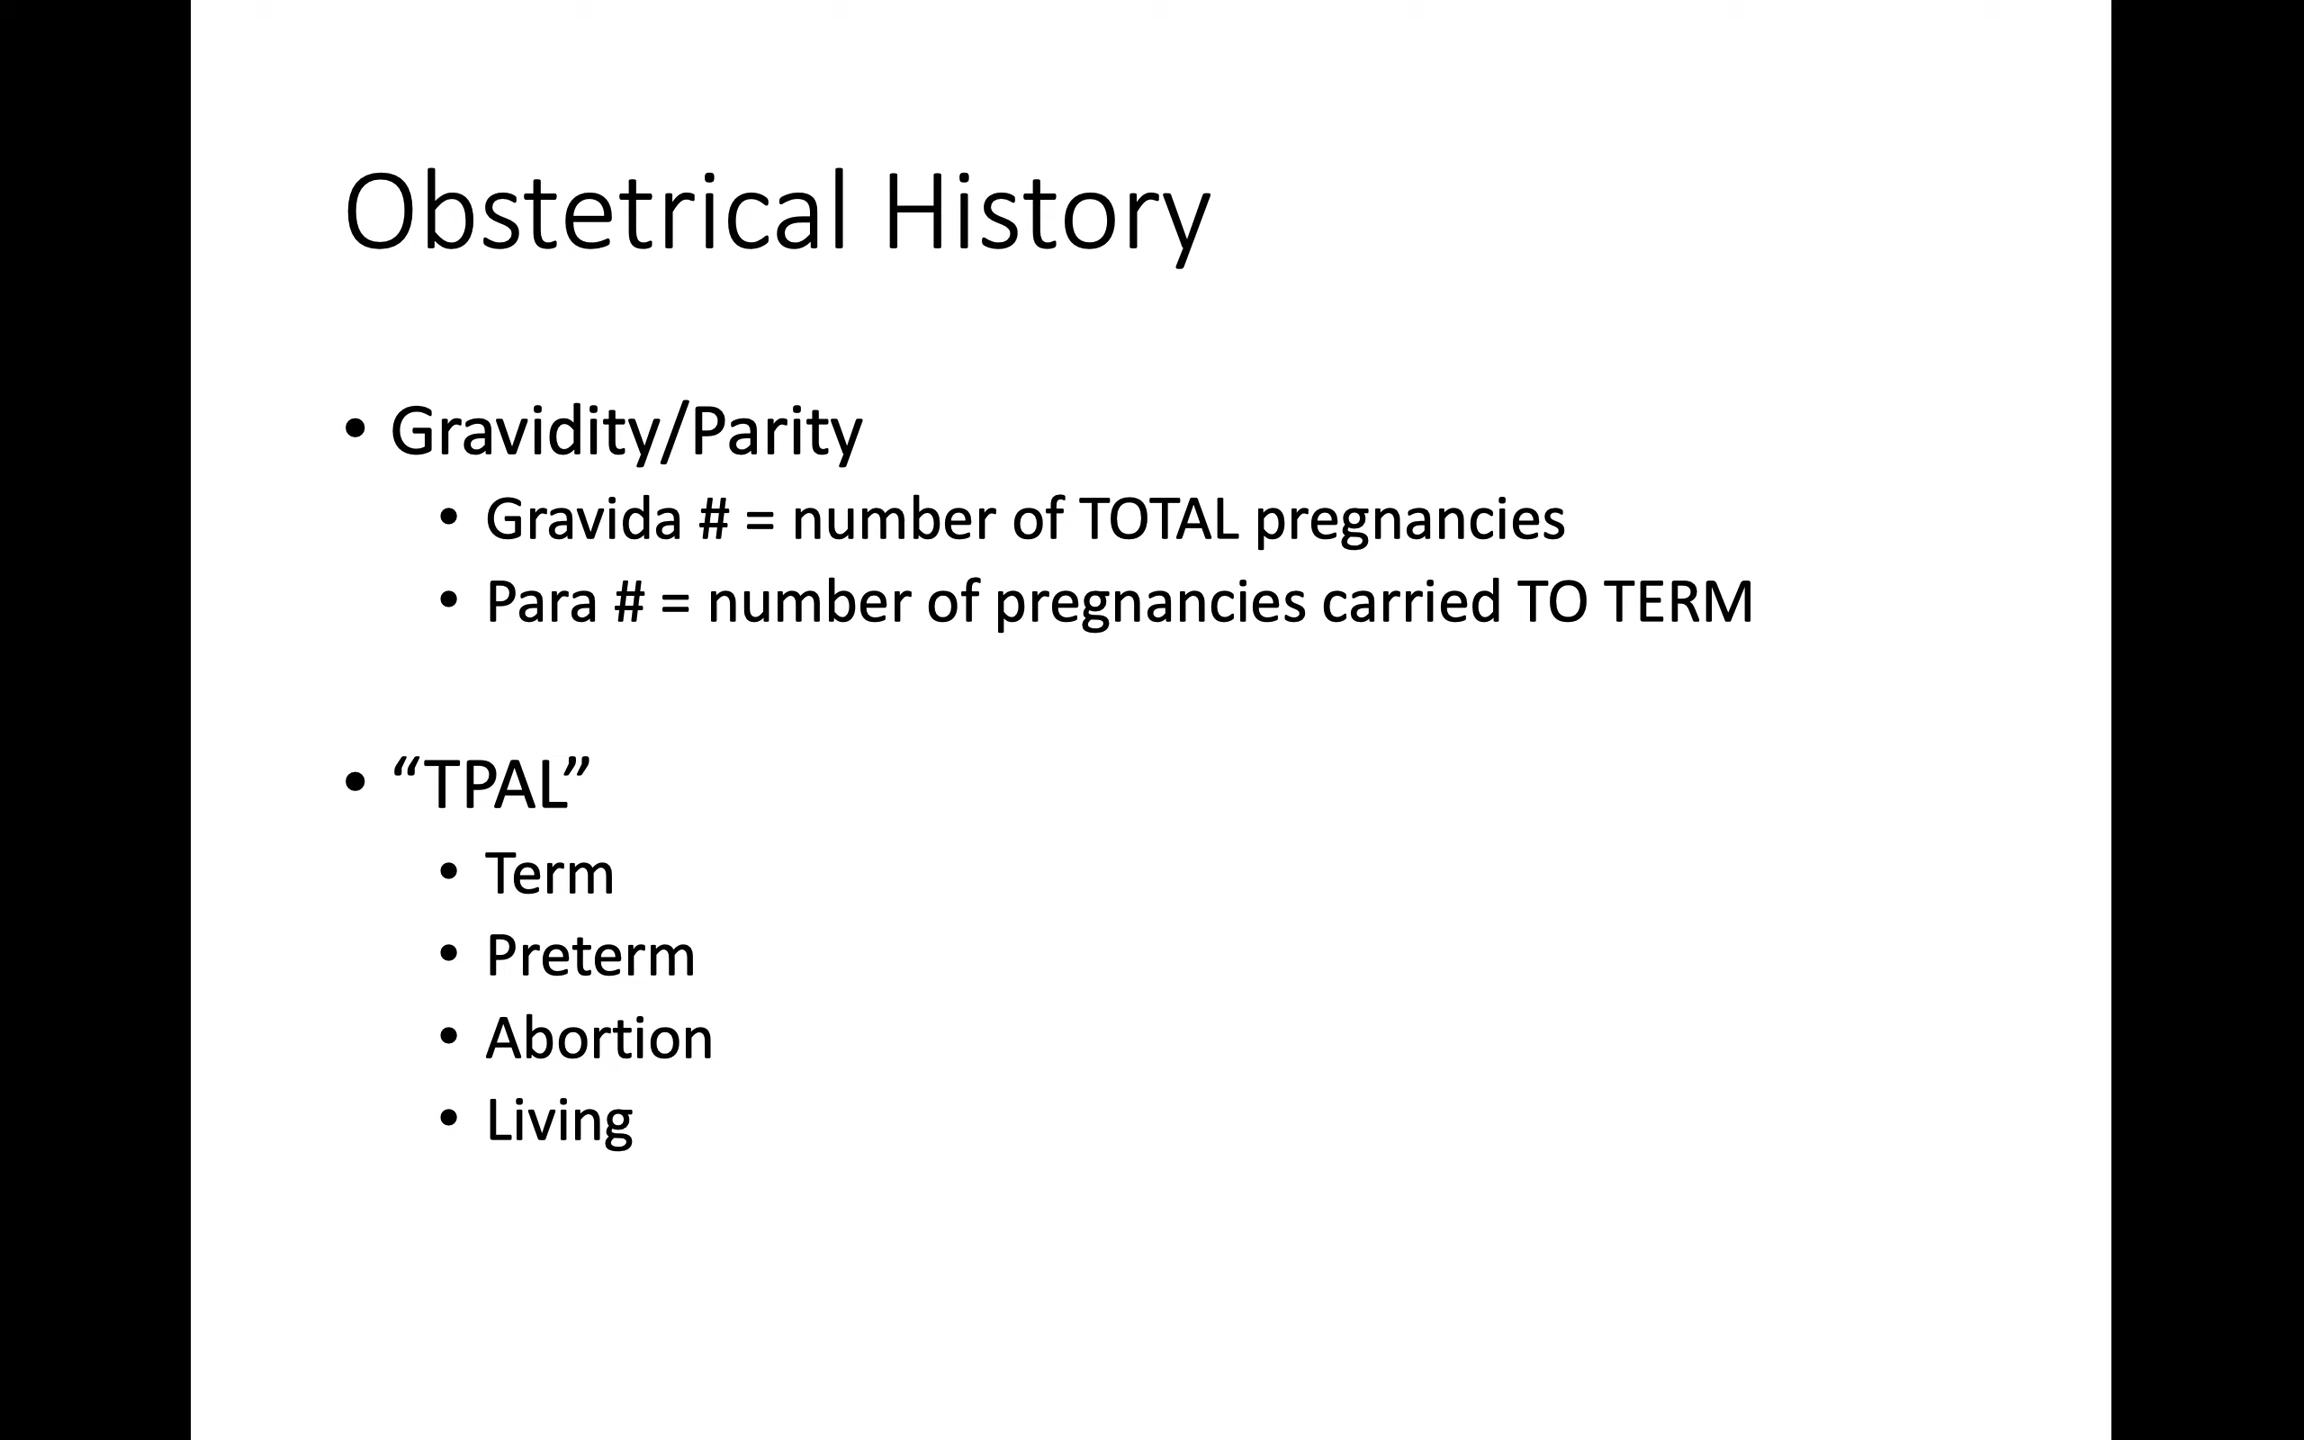 Obstetrical History
• Gravidity/Parity
• Gravida # = number of TOTAL pregnancies
• Para # = number of pregnancies carried TO TERM
• “TPAL”
• Term
• Preterm
• Abortion
• Living